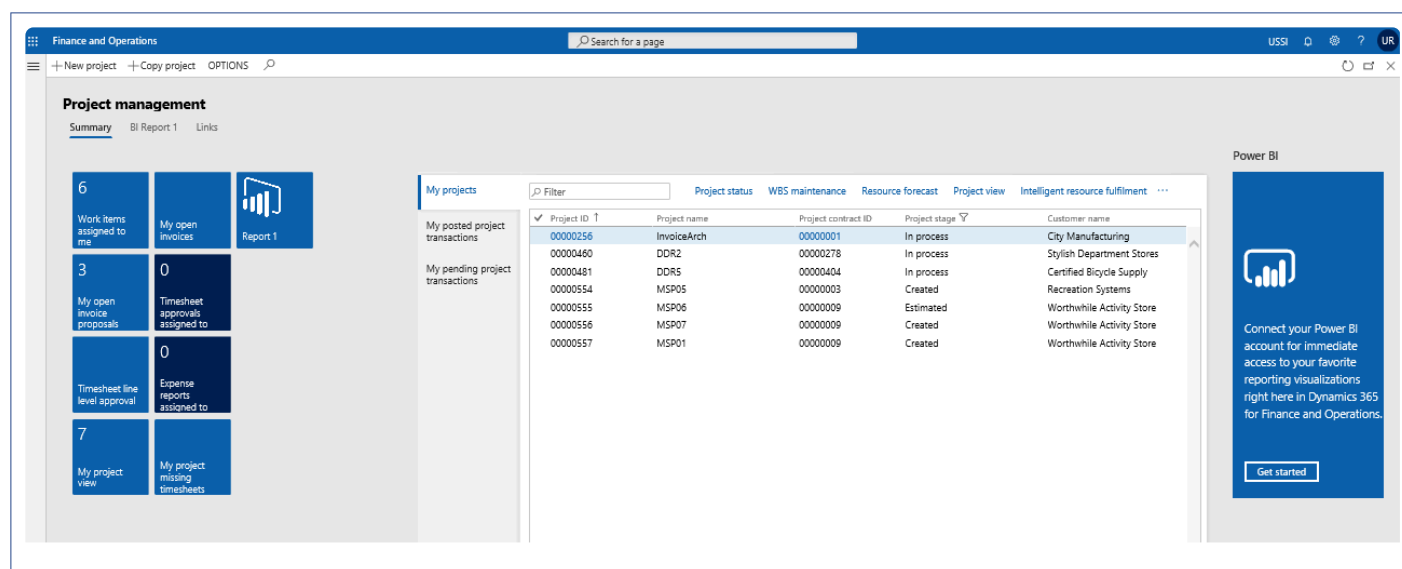 Finance and Operations
Search for a page
USSI
?
UR
+ New project + Copy project OPTIONS
Project management
Summary BI Report 1 Links
6
Work items
assigned to
me
My open
invoices
Report 1
3
My open
invoice
proposals
0
Timesheet
approvals
assigned to
Timesheet line
level approval
0
Expense
reports
assigned to
7
My project
view
My project
missing
timesheets
My projects
My posted project
transactions
My pending project
transactions
Filter
Project status WBS maintenance Resource forecast Project view Intelligent resource fulfilment ···
Project ID ↑ Project name Project contract ID Project stage Customer name
00000256 InvoiceArch 00000001 In process City Manufacturing
00000460 DDR2 00000278 In process Stylish Department Stores
00000481 DDR5 00000404 In process Certified Bicycle Supply
00000554 MSP05 00000003 Created Recreation Systems
00000555 MSP06 00000009 Estimated Worthwhile Activity Store
00000556 MSP07 00000009 Created Worthwhile Activity Store
00000557 MSP01 00000009 Created Worthwhile Activity Store
Power BI
Connect your Power BI
account for immediate
access to your favorite
reporting visualizations
right here in Dynamics 365
for Finance and Operations.
Get started